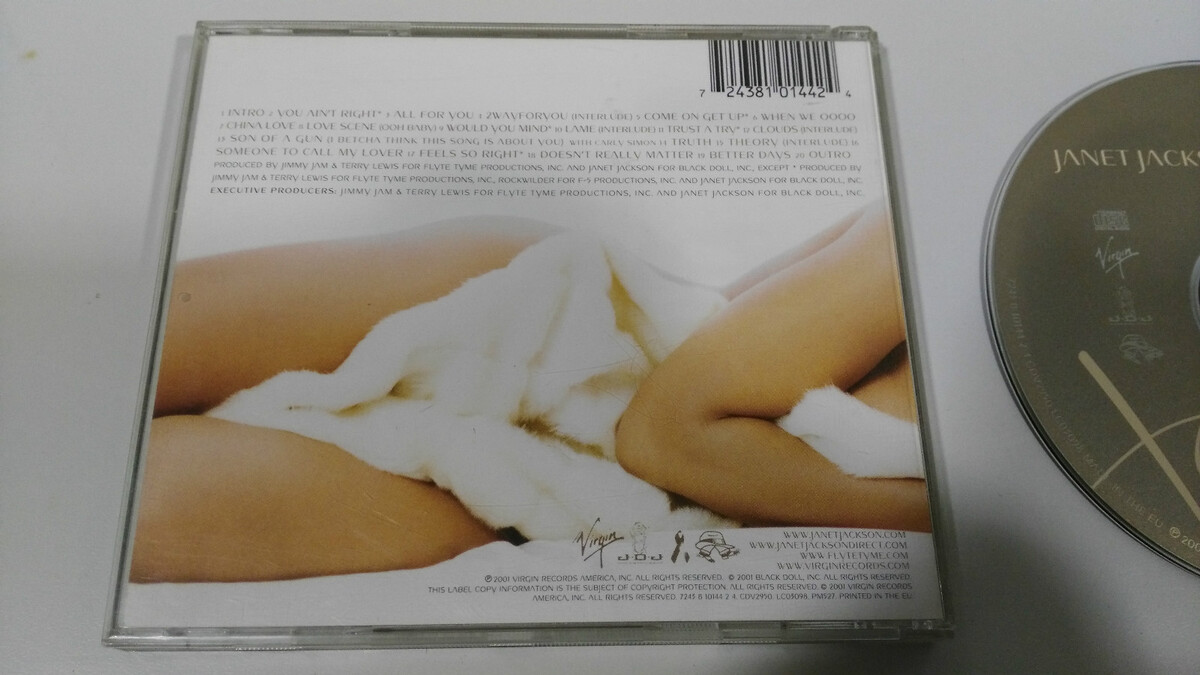 7 24381 01442 4
1 INTRO 2 YOU AIN'T RIGHT* 3 ALL FOR YOU 4 2WAYFORYOU (INTERLUDE) 5 COME ON GET UP* 6 WHEN WE OOOO
7 CHINA LOVE 8 LOVE SCENE (OOH BABY) 9 WOULD YOU MIND* 10 LAME (INTERLUDE) 11 TRUST A TRY* 12 CLOUDS (INTERLUDE)
13 SON OF A GUN (I BETCHA THINK THIS SONG IS ABOUT YOU) WITH CARLY SIMON 14 TRUTH 15 THEORY (INTERLUDE) 16
SOMEONE TO CALL MY LOVER 17 FEELS SO RIGHT* 18 DOESN'T REALLY MATTER 19 BETTER DAYS 20 OUTRO
PRODUCED BY JIMMY JAM & TERRY LEWIS FOR FLYTE TYME PRODUCTIONS, INC. AND JANET JACKSON FOR BLACK DOLL, INC., EXCEPT * PRODUCED BY
JIMMY JAM & TERRY LEWIS FOR FLYTE TYME PRODUCTIONS, INC., ROCKWILDER FOR F-5 PRODUCTIONS, INC. AND JANET JACKSON FOR BLACK DOLL, INC.
EXECUTIVE PRODUCERS: JIMMY JAM & TERRY LEWIS FOR FLYTE TYME PRODUCTIONS, INC. AND JANET JACKSON FOR BLACK DOLL, INC.
Virgin
J·D·J
WWW.JANETJACKSON.COM
WWW.JANETJACKSONDIRECT.COM
WWW.FLYTETYME.COM
WWW.VIRGINRECORDS.COM
℗ 2001 VIRGIN RECORDS AMERICA, INC. ALL RIGHTS RESERVED. © 2001 BLACK DOLL, INC. ALL RIGHTS RESERVED.
THIS LABEL COPY INFORMATION IS THE SUBJECT OF COPYRIGHT PROTECTION. ALL RIGHTS RESERVED. © 2001 VIRGIN RECORDS
AMERICA, INC. ALL RIGHTS RESERVED. 7243 8 10144 2 4. CDV2950. LC03098. PM527. PRINTED IN THE EU
JANET JACKS
Virgin
J·D·J